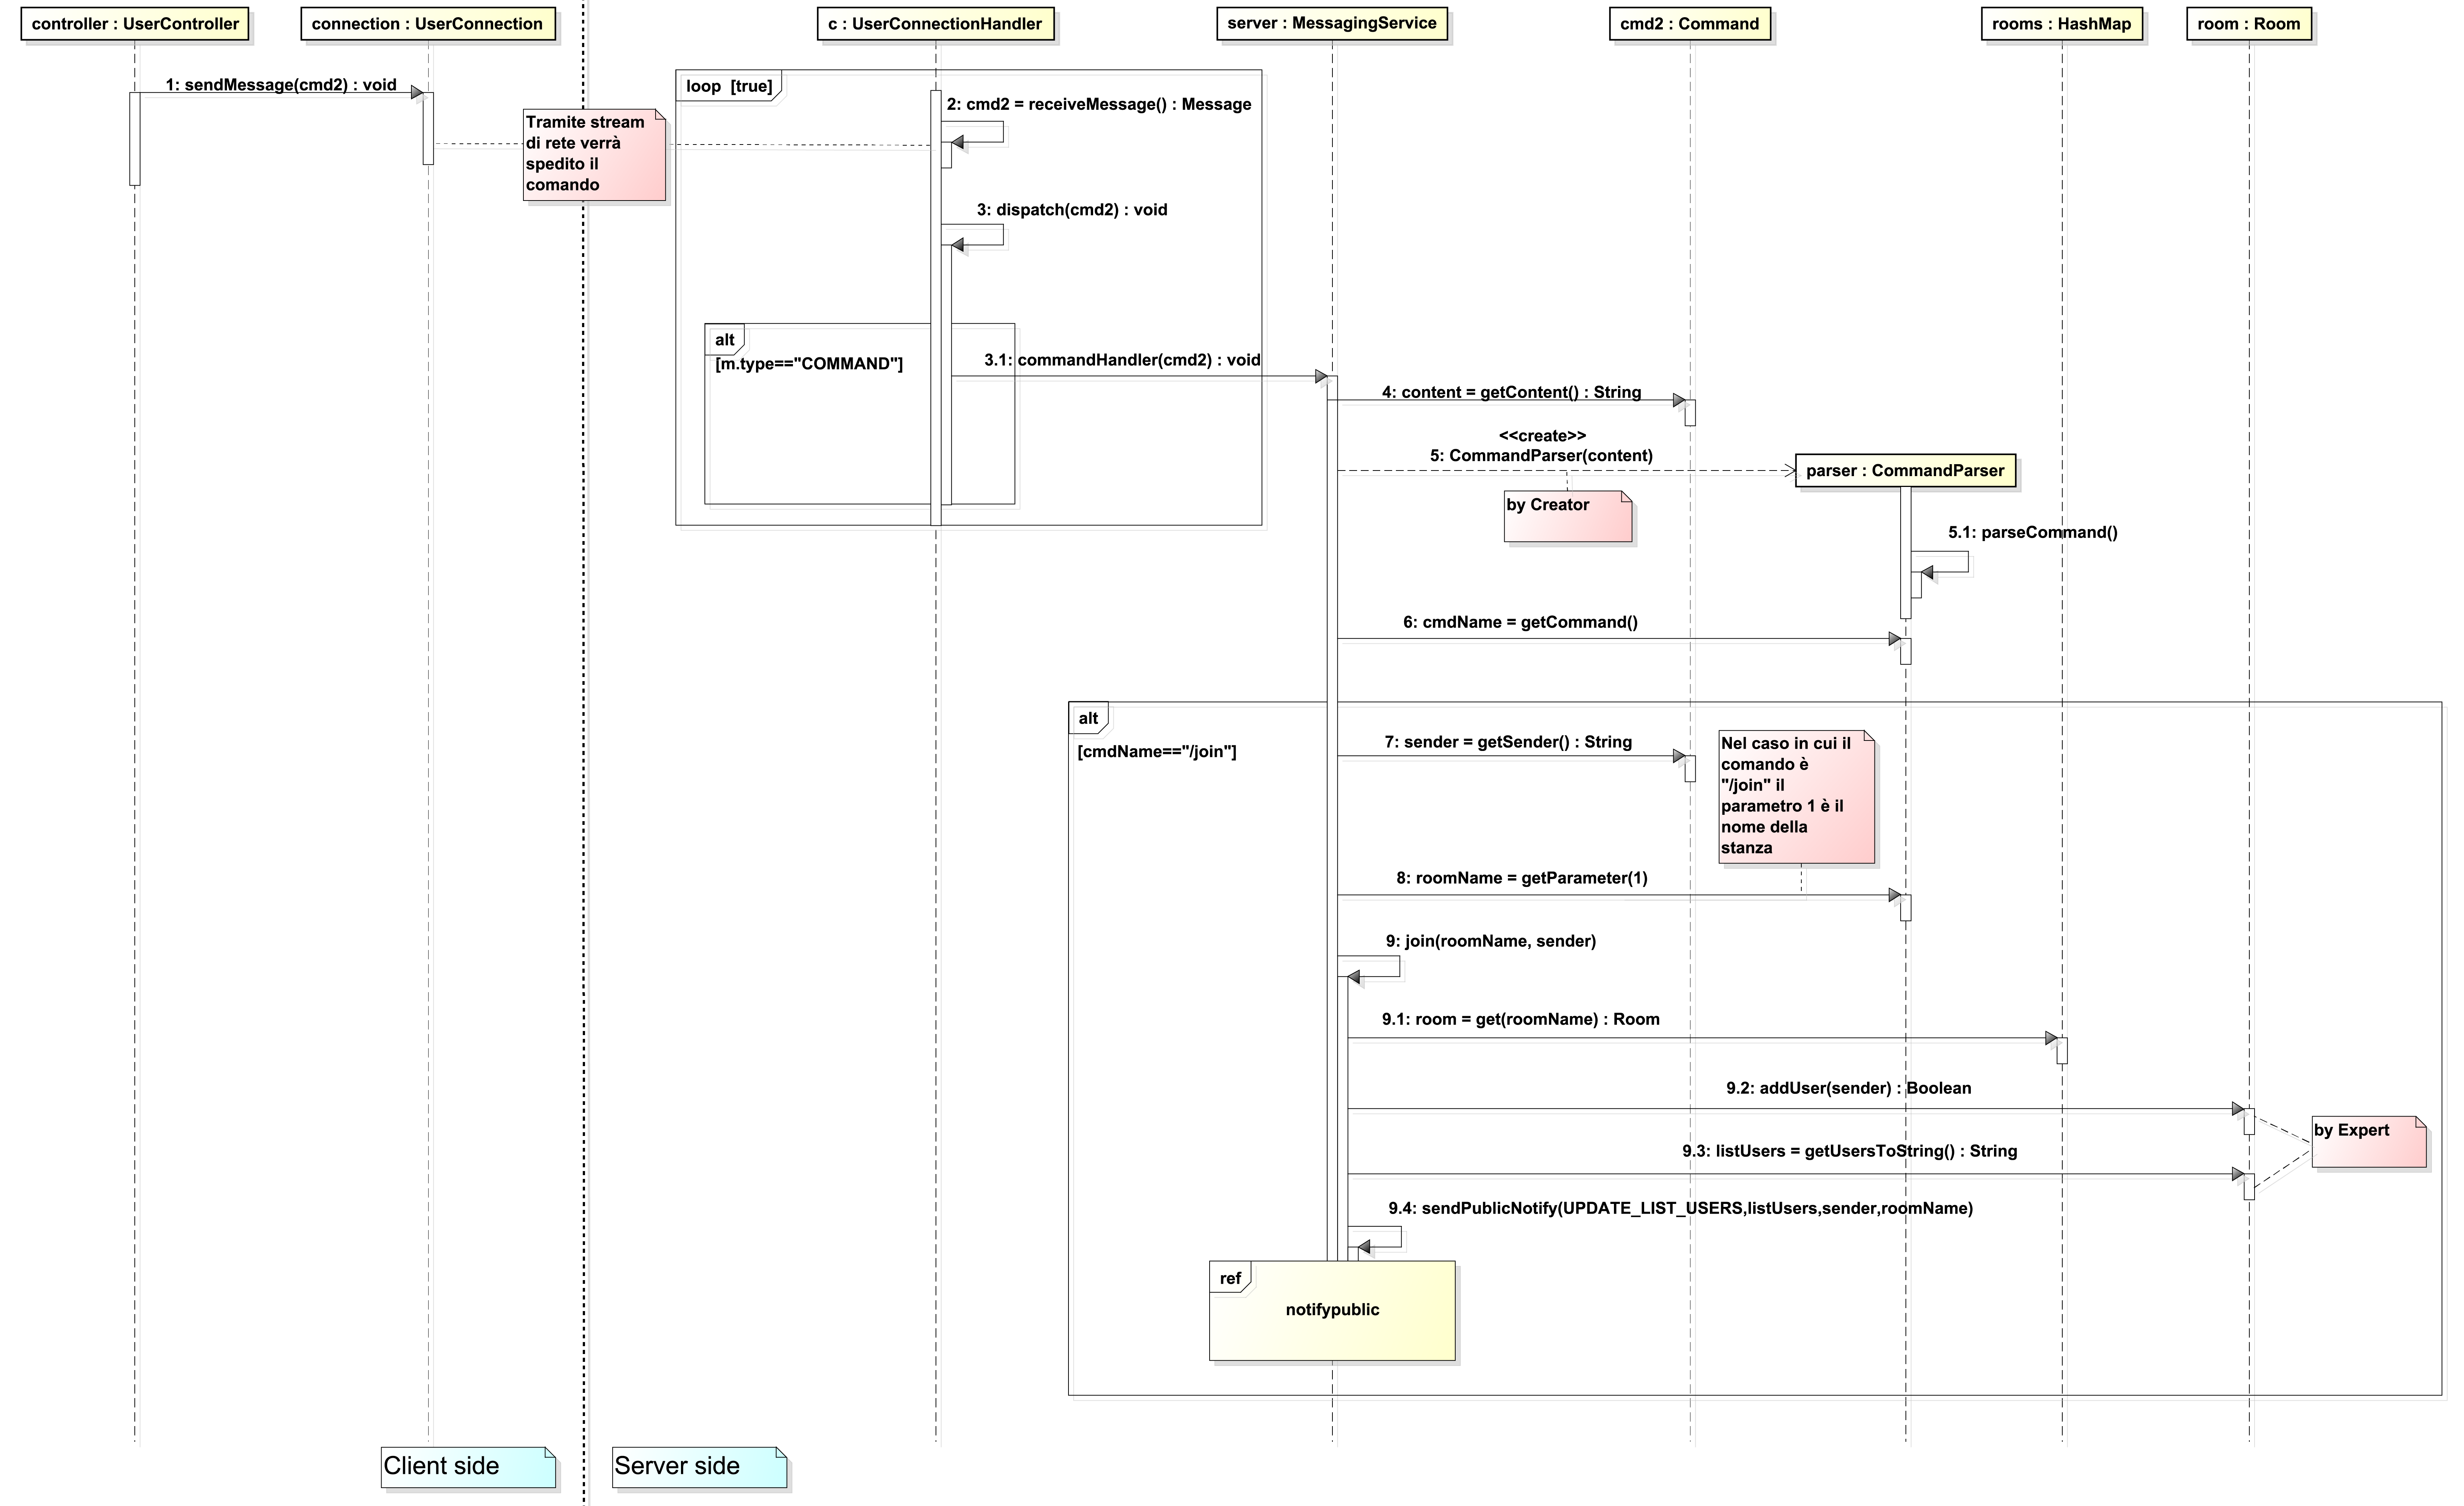 controller : UserController
connection : UserConnection
c : UserConnectionHandler
server : MessagingService
cmd2 : Command
rooms : HashMap
room : Room
1: sendMessage(cmd2) : void
loop [true]
2: cmd2 = receiveMessage() : Message
Tramite stream
di rete verrà
spedito il
comando
3: dispatch(cmd2) : void
alt
[m.type=="COMMAND"]
3.1: commandHandler(cmd2) : void
4: content = getContent() : String
<<create>>
5: CommandParser(content)
parser : CommandParser
by Creator
5.1: parseCommand()
6: cmdName = getCommand()
alt
[cmdName=="/join"]
7: sender = getSender() : String
Nel caso in cui il
comando è
"/join" il
parametro 1 è il
nome della
stanza
8: roomName = getParameter(1)
9: join(roomName, sender)
9.1: room = get(roomName) : Room
9.2: addUser(sender) : Boolean
by Expert
9.3: listUsers = getUsersToString() : String
9.4: sendPublicNotify(UPDATE_LIST_USERS,listUsers,sender,roomName)
ref
notifypublic
Client side
Server side